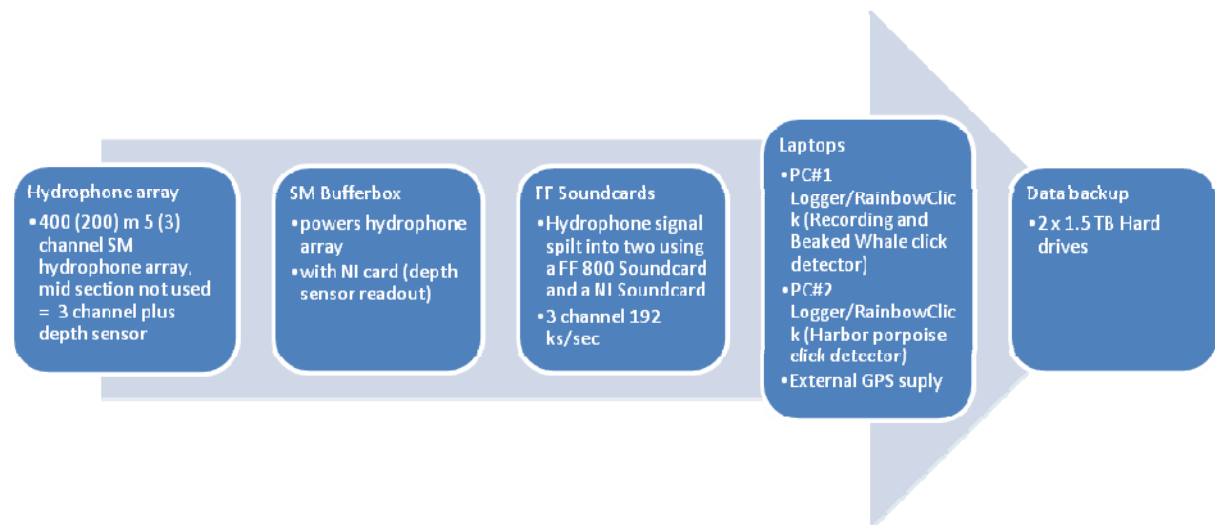 Hydrophone array
•400 (200) m 5 (3)
channel SM
hydrophone array,
mid section not used
= 3 channel plus
depth sensor
SM Bufferbox
•powers hydrophone
array
•with NI card (depth
sensor readout)
FF Soundcards
•Hydrophone signal
spilt into two using
a FF 800 Soundcard
and a NI Soundcard
•3 channel 192
ks/sec
Laptops
•PC#1
Logger/RainbowClic
k (Recording and
Beaked Whale click
detector)
•PC#2
Logger/RainbowClic
k (Harbor porpoise
click detector)
•External GPS suply
Data backup
•2 x 1.5 TB Hard
drives